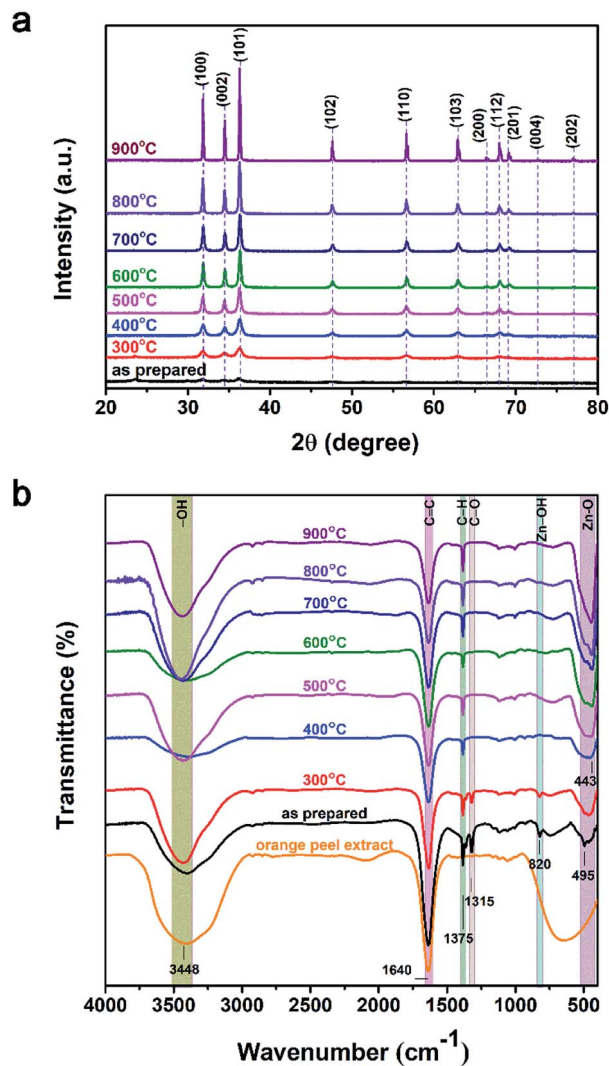 a
(100)
(002)
(101)
(102)
(110)
(103)
(200)
(112)
(201)
(004)
(202)
900°C
800°C
700°C
600°C
500°C
400°C
300°C
as prepared
Intensity (a.u.)
20 30 40 50 60 70 80
2θ (degree)
b
–OH
C=C
C–H
C–O
Zn–OH
Zn-O
900°C
800°C
700°C
600°C
500°C
400°C
300°C
as prepared
orange peel extract
443
820
495
1315
1375
3448
1640
Transmittance (%)
4000 3500 3000 2500 2000 1500 1000 500
Wavenumber (cm⁻¹)